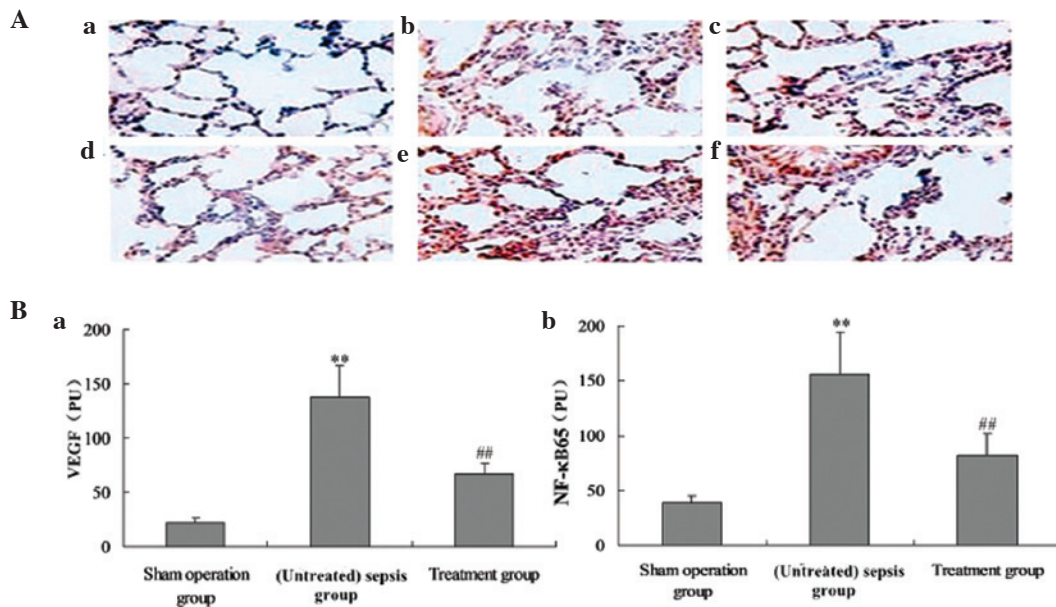 A
a
b
c
d
e
f
B
a
200
150
100
50
0
VEGF (PU)
**
##
Sham operation
group
(Untreated) sepsis
group
Treatment group
b
200
150
100
50
0
NF-κB65 (PU)
**
##
Sham operation
group
(Untreated) sepsis
group
Treatment group